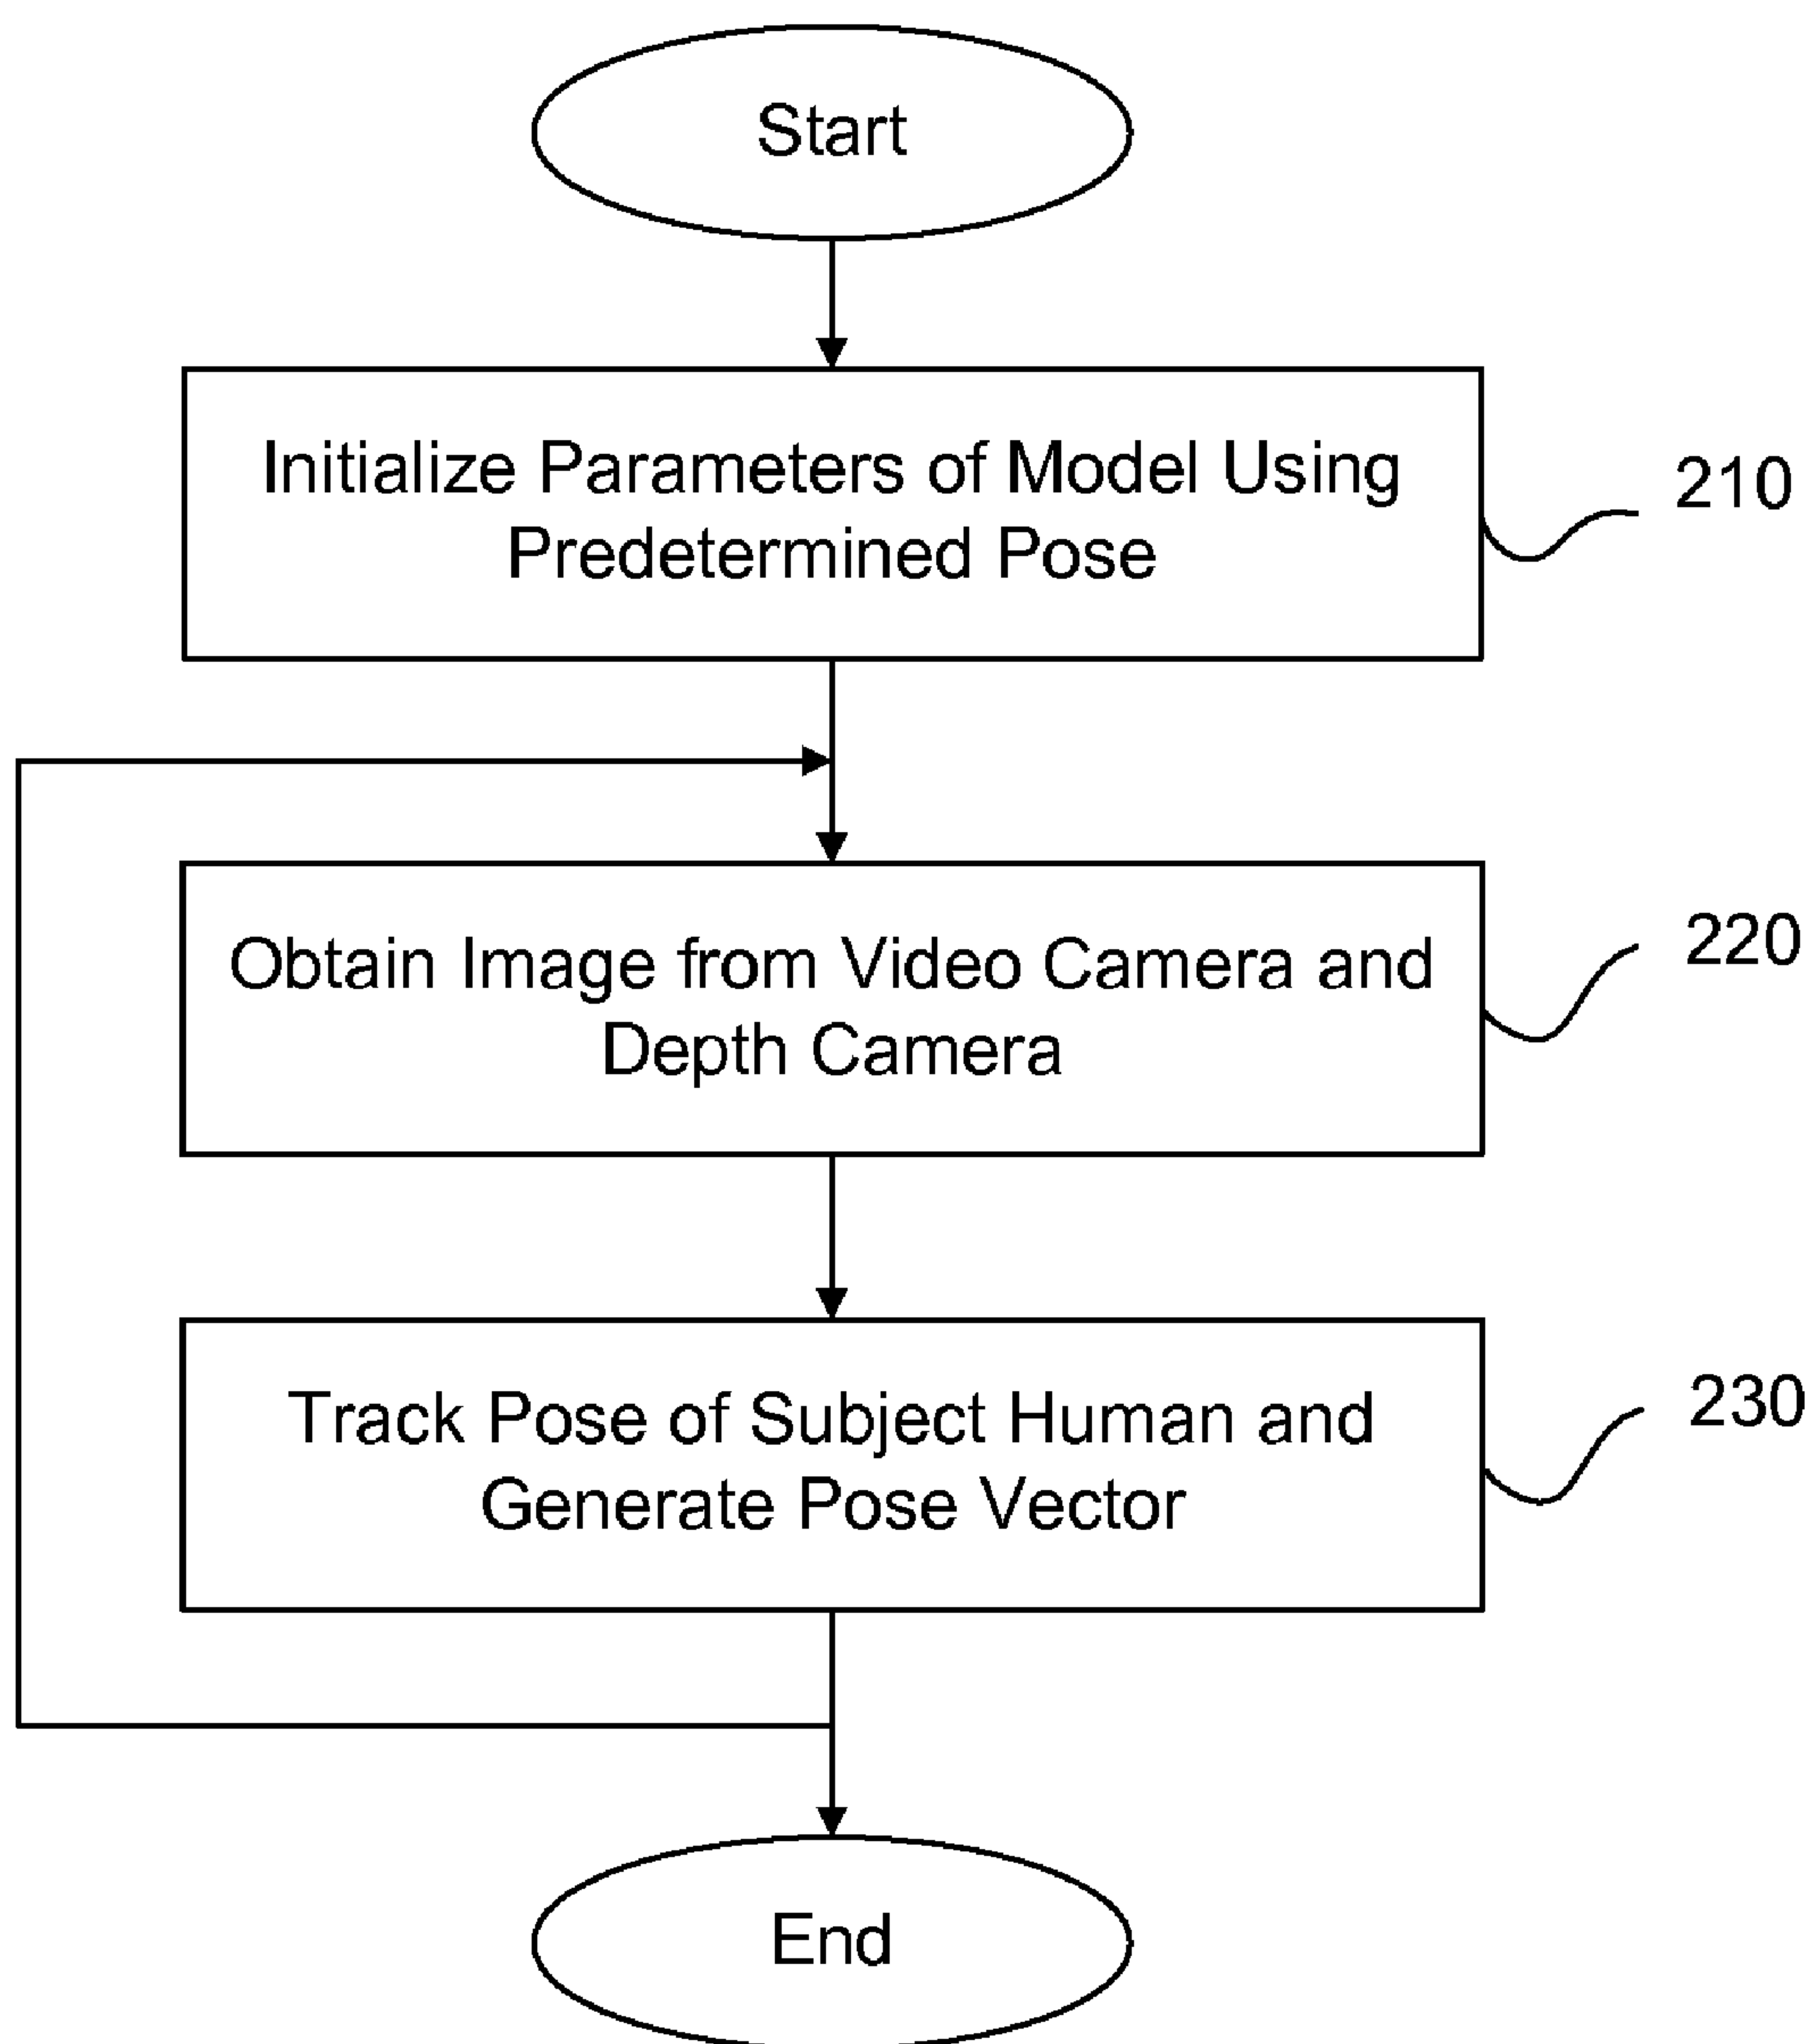 Start
Initialize Parameters of Model Using
Predetermined Pose
210
Obtain Image from Video Camera and
Depth Camera
220
Track Pose of Subject Human and
Generate Pose Vector
230
End